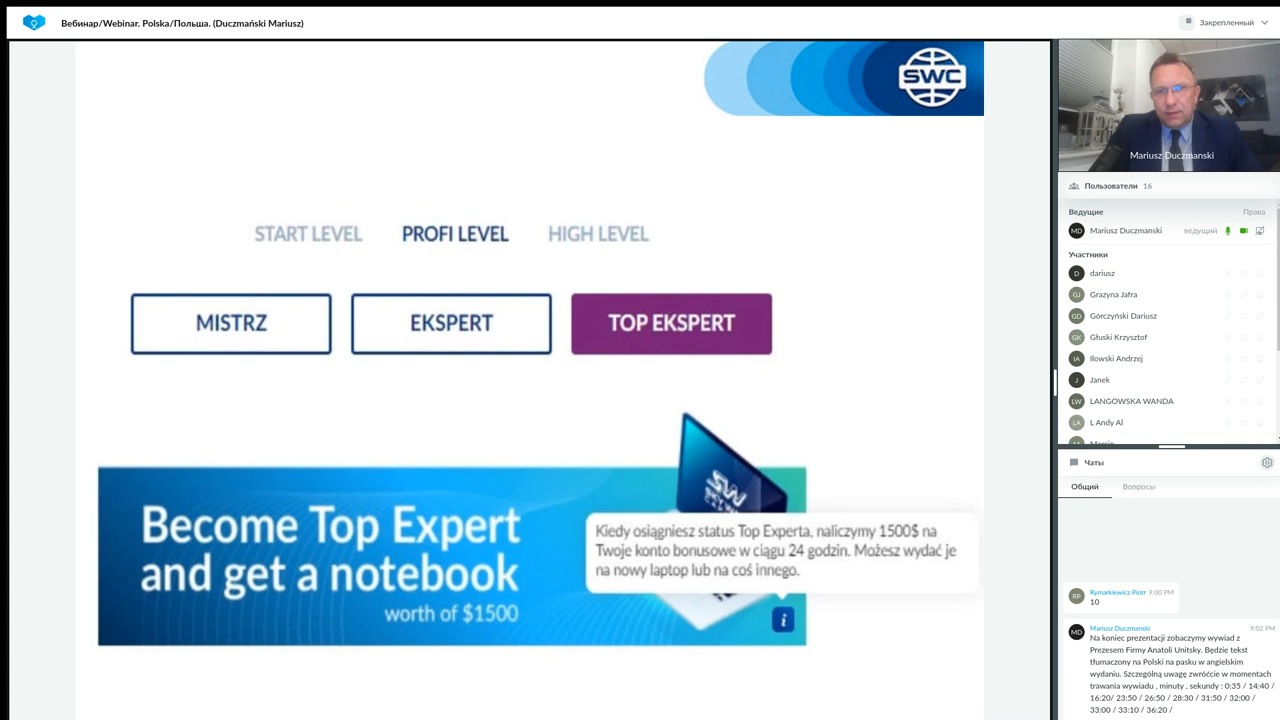 Вебинар/Webinar. Polska/Польша. (Duczmański Mariusz)
Закрепленный
SWC
START LEVEL PROFI LEVEL HIGH LEVEL
MISTRZ EKSPERT TOP EKSPERT
Become Top Expert
and get a notebook
worth of $1500
SW
Kiedy osiągniesz status Top Experta, naliczymy 1500$ na
Twoje konto bonusowe w ciągu 24 godzin. Możesz wydać je
na nowy laptop lub na coś innego.
i
Mariusz Duczmanski
Пользователи 16
Ведущие Права
MD Mariusz Duczmanski ведущий
Участники
D dariusz
GJ Grazyna Jafra
GD Górczyński Dariusz
GK Głuski Krzysztof
IA Ilowski Andrzej
J Janek
LW LANGOWSKA WANDA
LA L Andy Al
Чаты
Общий Вопросы
RP Rymarkiewicz Piotr 9:00 PM
10
MD Mariusz Duczmanski 9:02 PM
Na koniec prezentacji zobaczymy wywiad z
Prezesem Firmy Anatoli Unitsky. Będzie tekst
tłumaczony na Polski na pasku w angielskim
wydaniu. Szczególną uwagę zwróćcie w momentach
trawania wywiadu , minuty , sekundy : 0:35 / 14:40 /
16:20/ 23:50 / 26:50 / 28:30 / 31:50 / 32:00 /
33:00 / 33:10 / 36:20 /